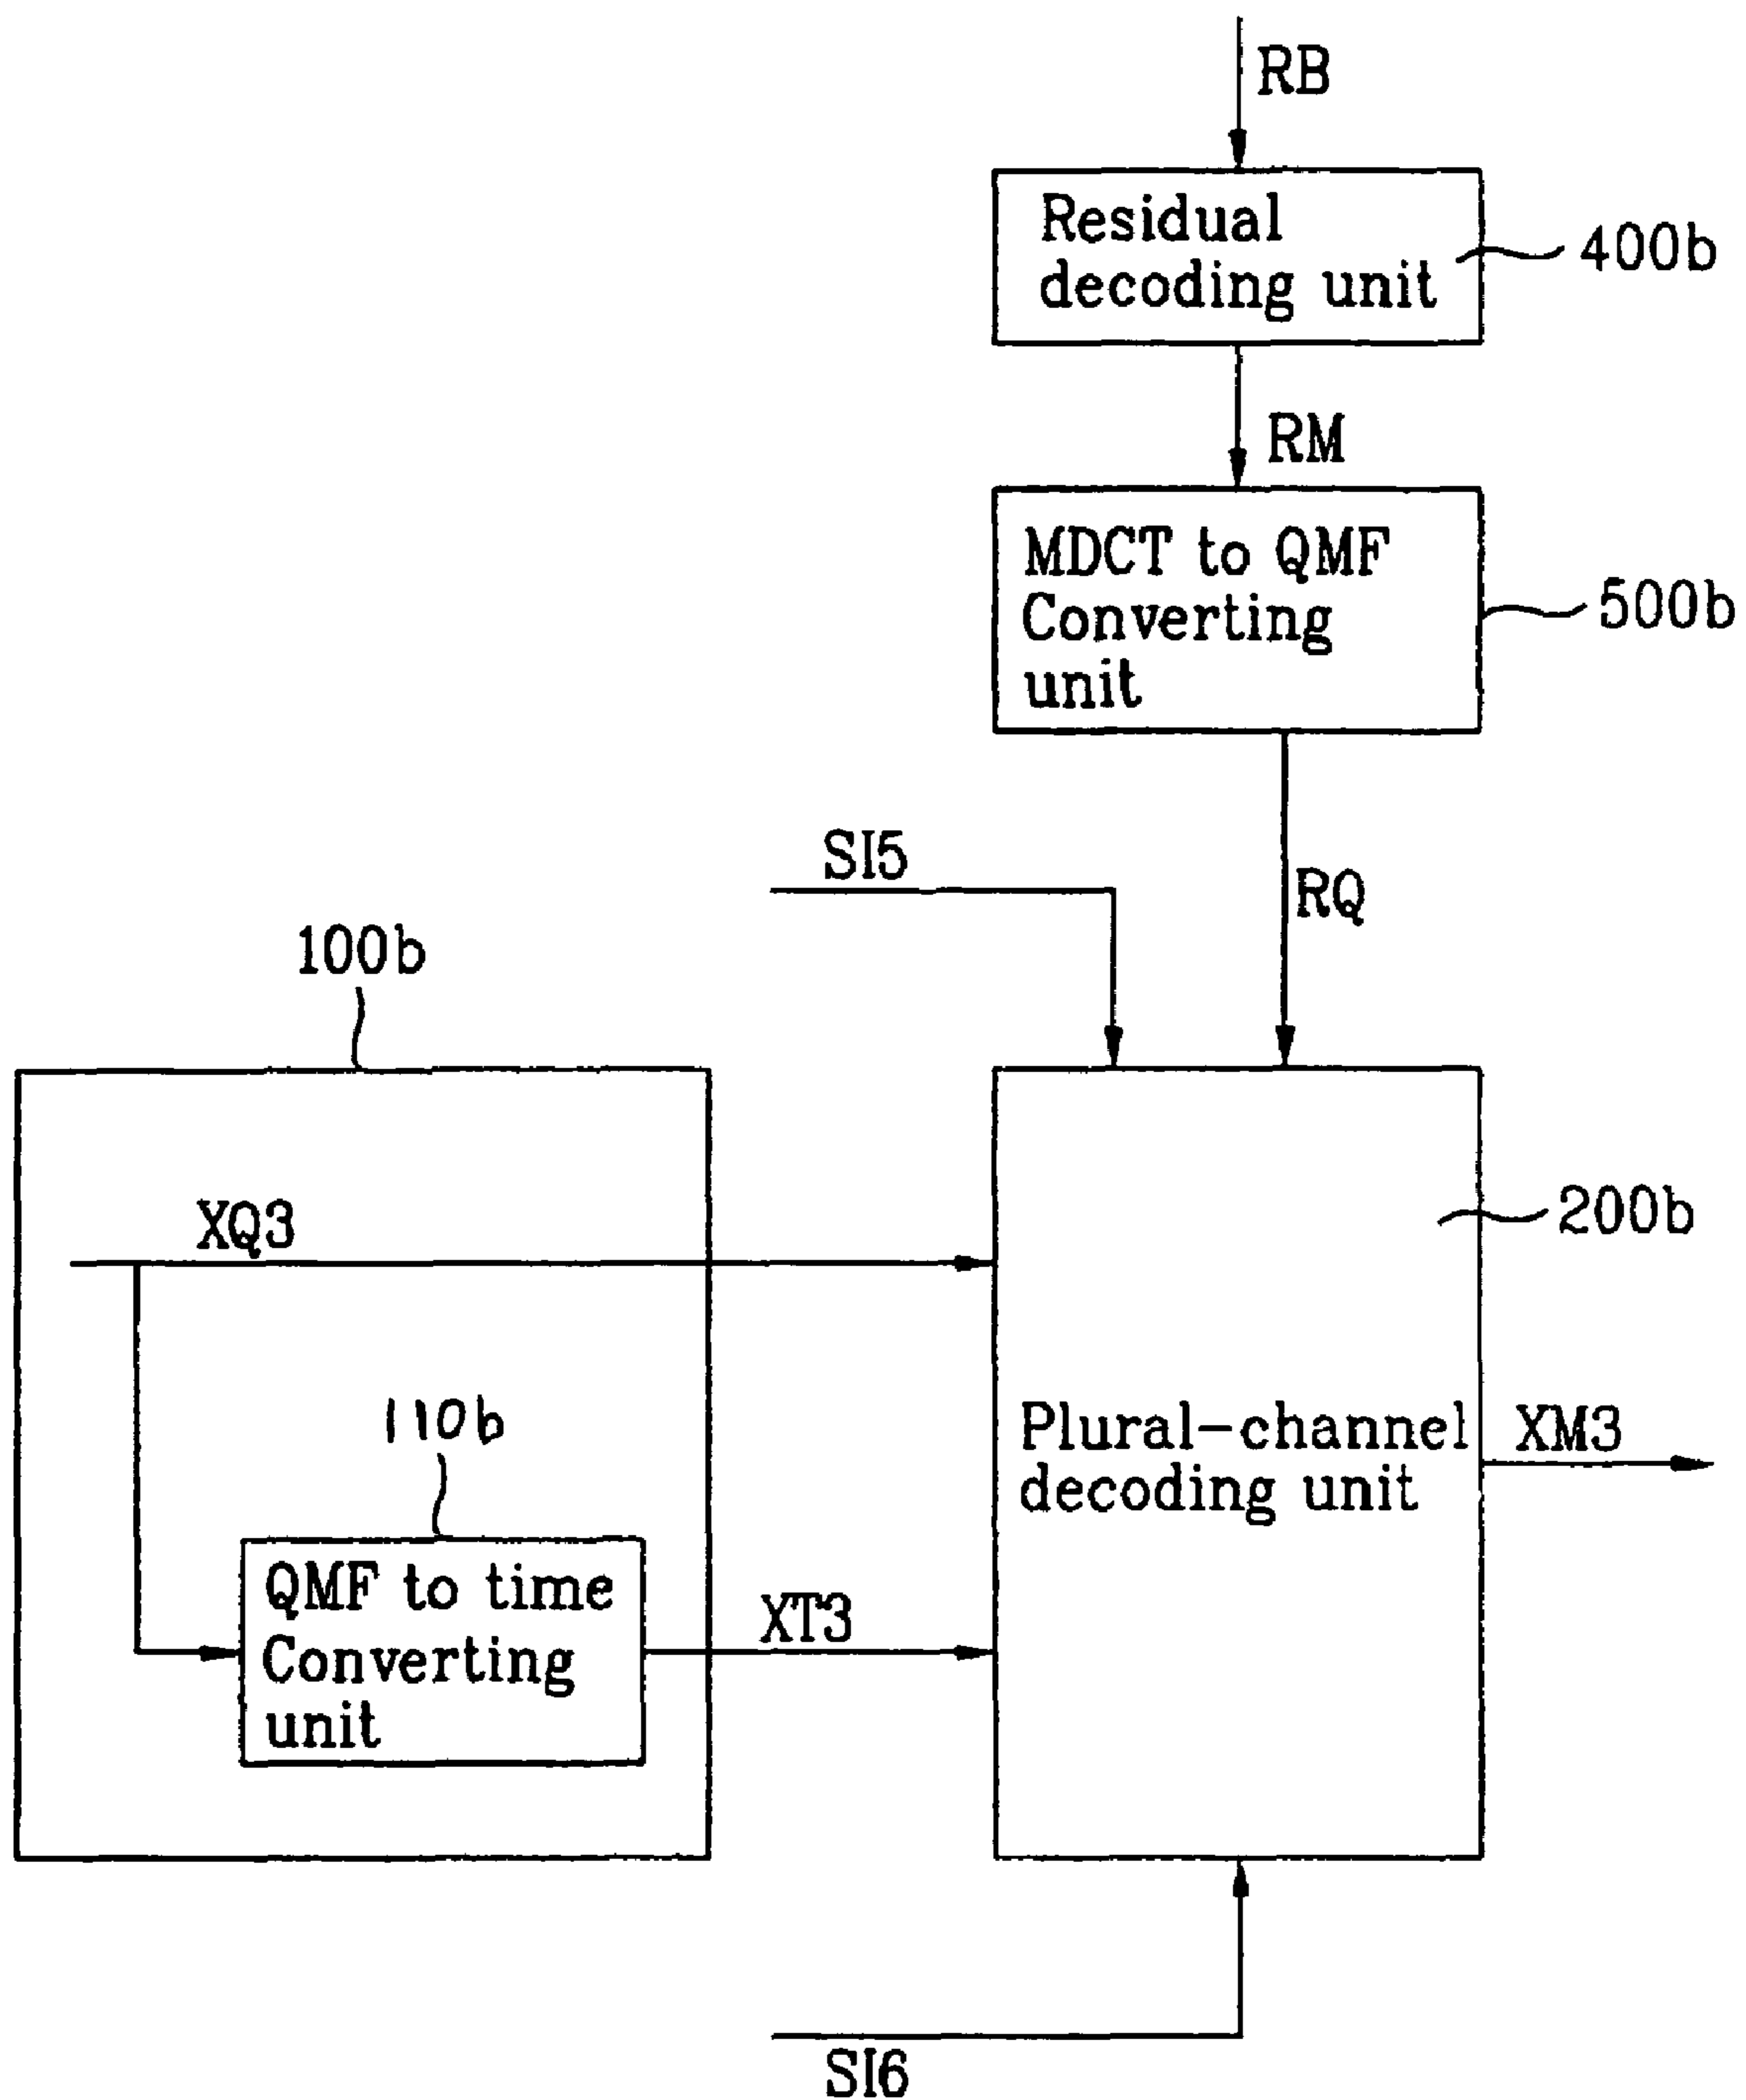 RB
Residual
decoding unit
400b
RM
MDCT to QMF
Converting
unit
500b
SI5
RQ
100b
XQ3
200b
110b
Plural-channel
decoding unit
XM3
QMF to time
Converting
unit
XT3
SI6